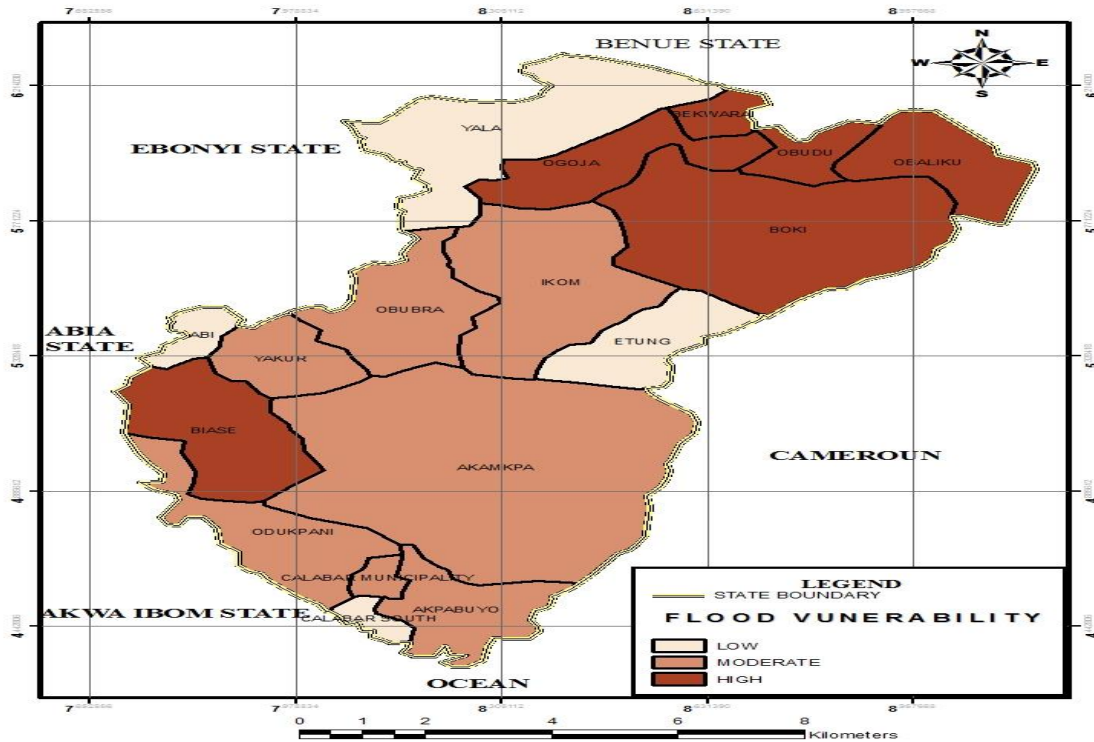 BENUE STATE
N
W E
S
YALA
BEKWARA
EBONYI STATE
OGOJA
OBUDU
OBALIKU
BOKI
IKOM
OBUBRA
ABIA
STATE
ABI
ETUNG
YAKUR
BIASE
CAMEROUN
AKAMKPA
ODUKPANI
CALABAR MUNICIPALITY
AKWA IBOM STATE
AKPABUYO
CALABAR SOUTH
OCEAN
LEGEND
STATE BOUNDARY
FLOOD VUNERABILITY
LOW
MODERATE
HIGH
0 1 2 4 6 8
Kilometers